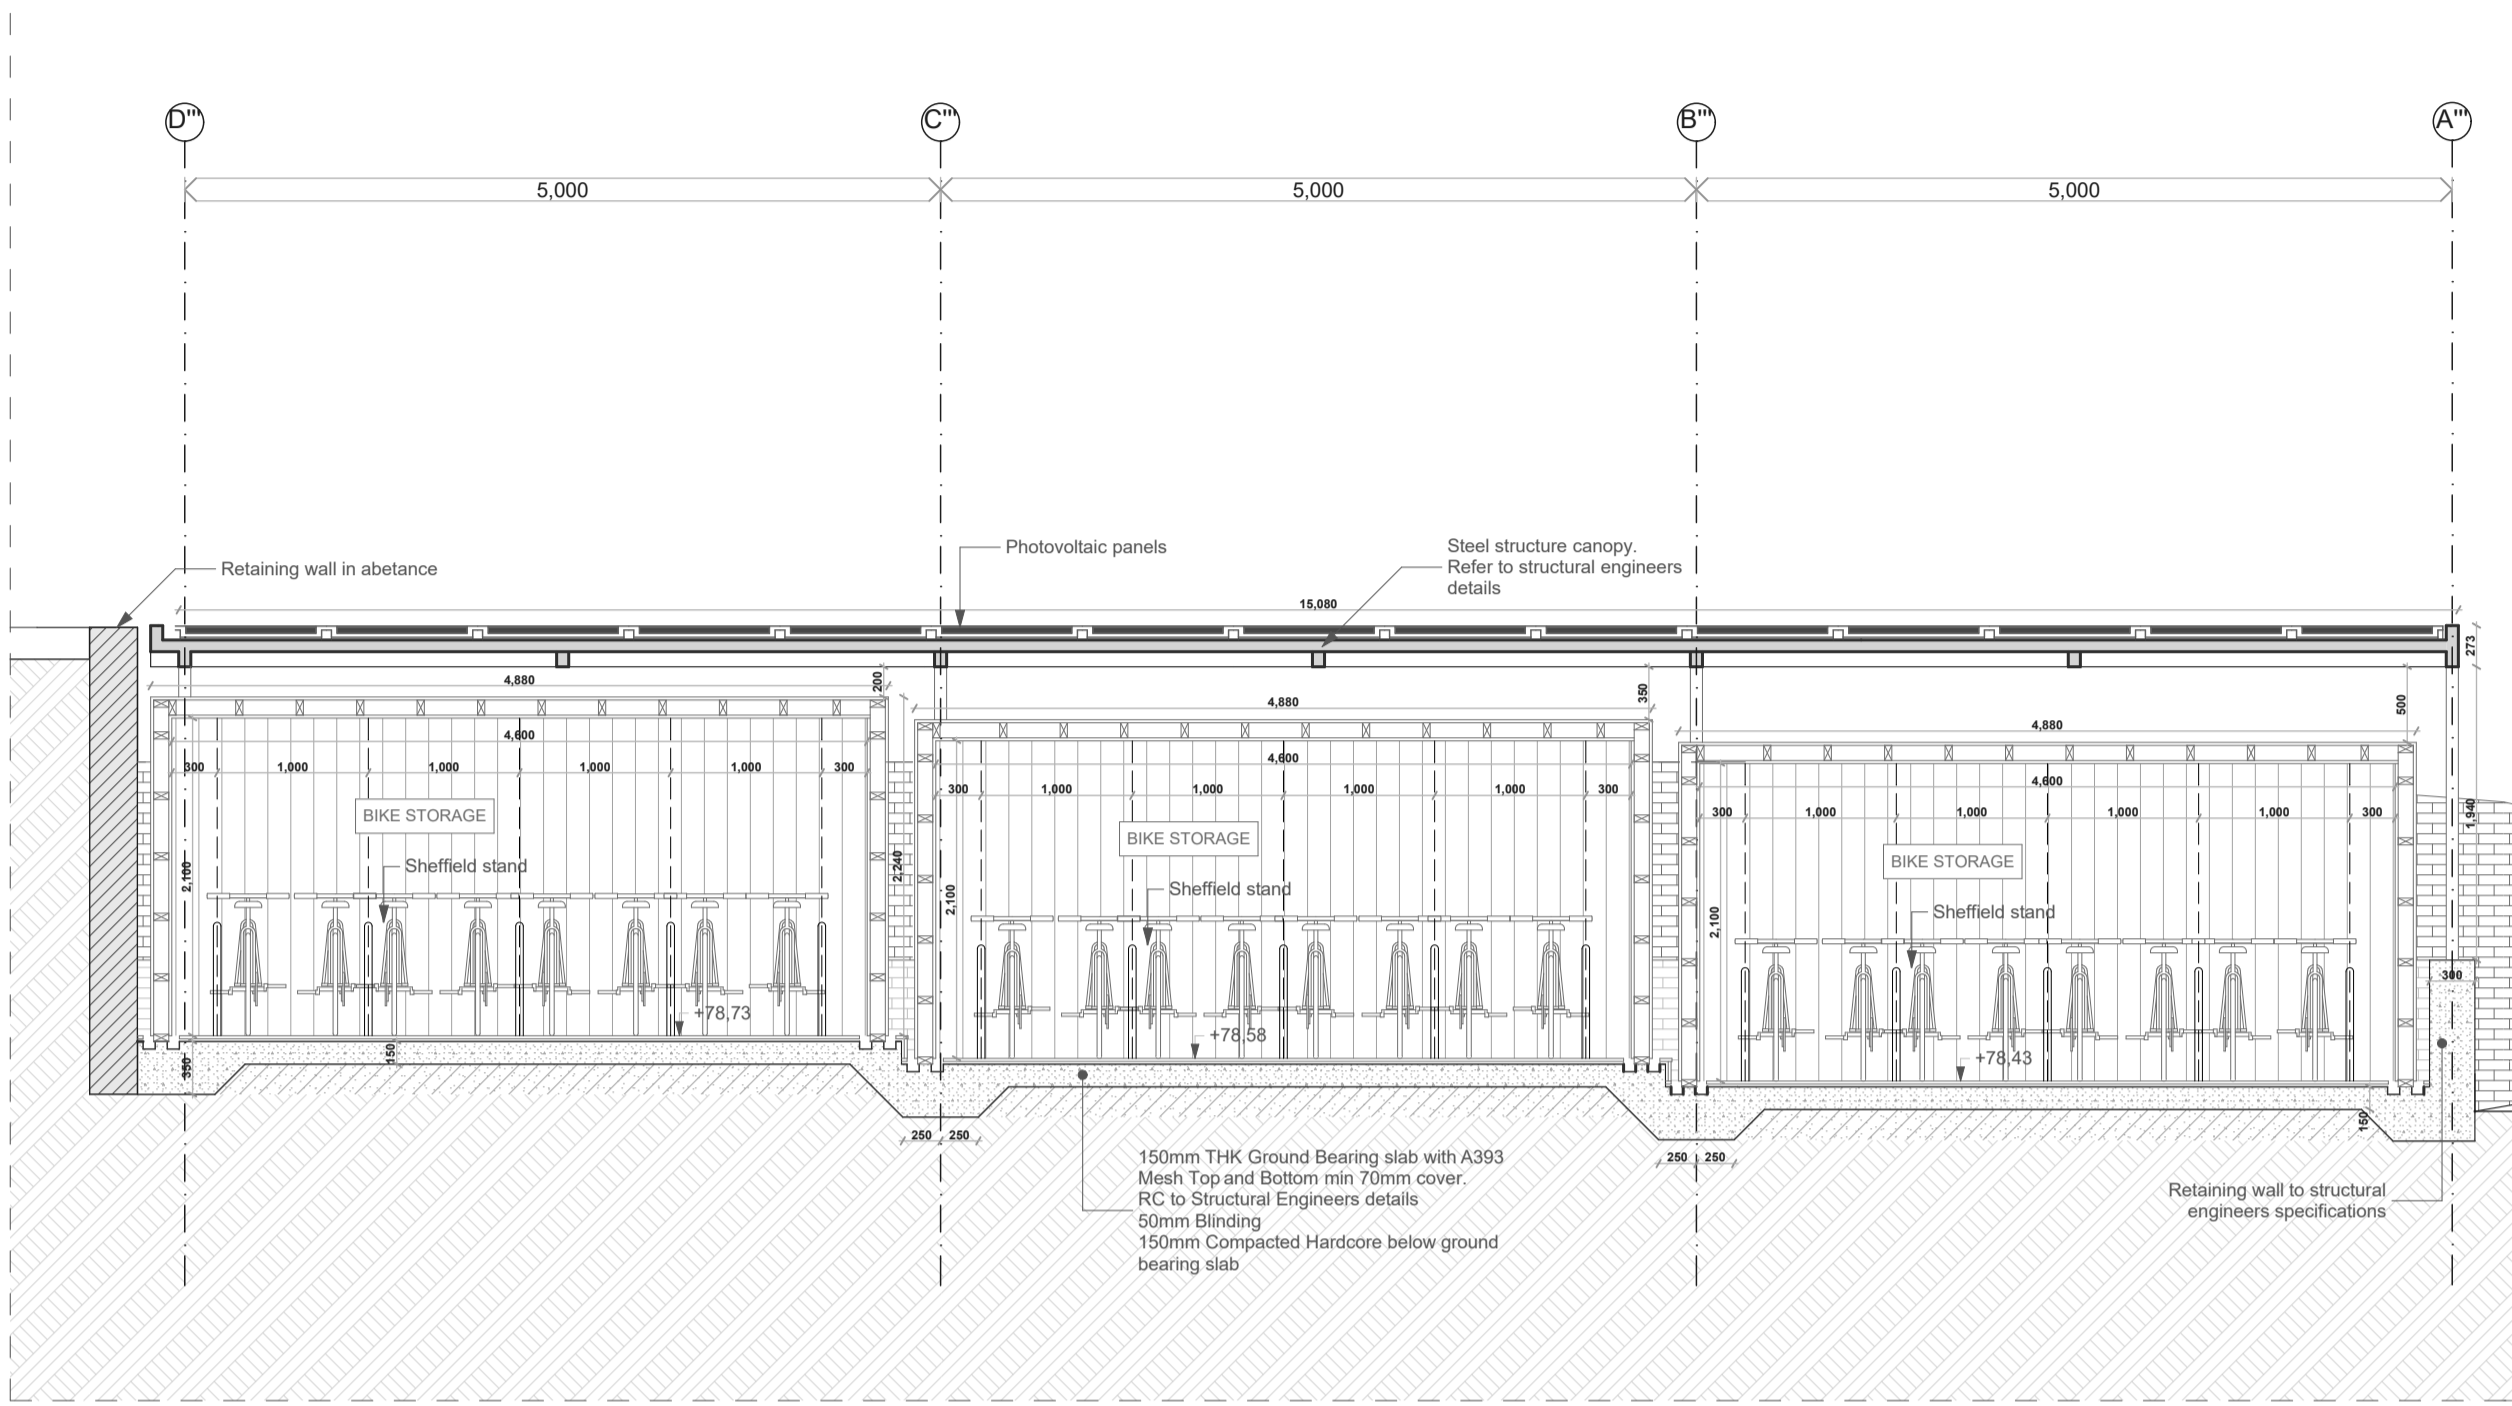 D''' C''' B''' A'''
5,000 5,000 5,000
Photovoltaic panels
Steel structure canopy.
Refer to structural engineers
details
Retaining wall in abetance
15,080
273
4,880
200
4,880
350
4,880
500
4,600
300 1,000 1,000 1,000 1,000 300
4,600
300 1,000 1,000 1,000 1,000 300
4,600
300 1,000 1,000 1,000 1,000 300
BIKE STORAGE
BIKE STORAGE
BIKE STORAGE
1,940
Sheffield stand
Sheffield stand
Sheffield stand
2,100
2,240
2,100
2,100
300
+78,73
+78,58
+78,43
350
150
150
250 250
250 250
150mm THK Ground Bearing slab with A393
Mesh Top and Bottom min 70mm cover.
RC to Structural Engineers details
50mm Blinding
150mm Compacted Hardcore below ground
bearing slab
Retaining wall to structural
engineers specifications